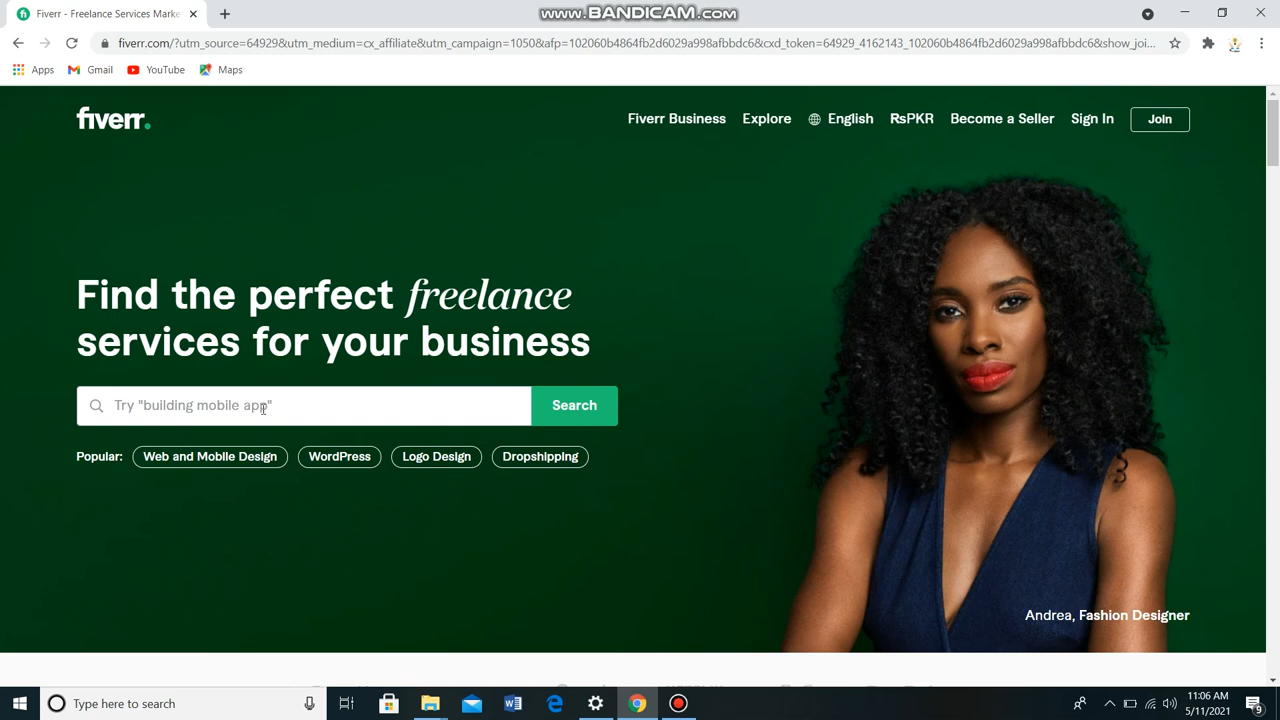 Fiverr - Freelance Services Marke
www.BANDICAM.com
fiverr.com/?utm_source=64929&utm_medium=cx_affiliate&utm_campaign=1050&afp=102060b4864fb2d6029a998afbbdc6&cxd_token=64929_4162143_102060b4864fb2d6029a998afbbdc6&show_joi...
Apps Gmail YouTube Maps
fiverr.
Fiverr Business Explore English RsPKR Become a Seller Sign In Join
Find the perfect freelance
services for your business
Try "building mobile app" Search
Popular: Web and Mobile Design WordPress Logo Design Dropshipping
Andrea, Fashion Designer
Type here to search
11:06 AM
5/11/2021
9